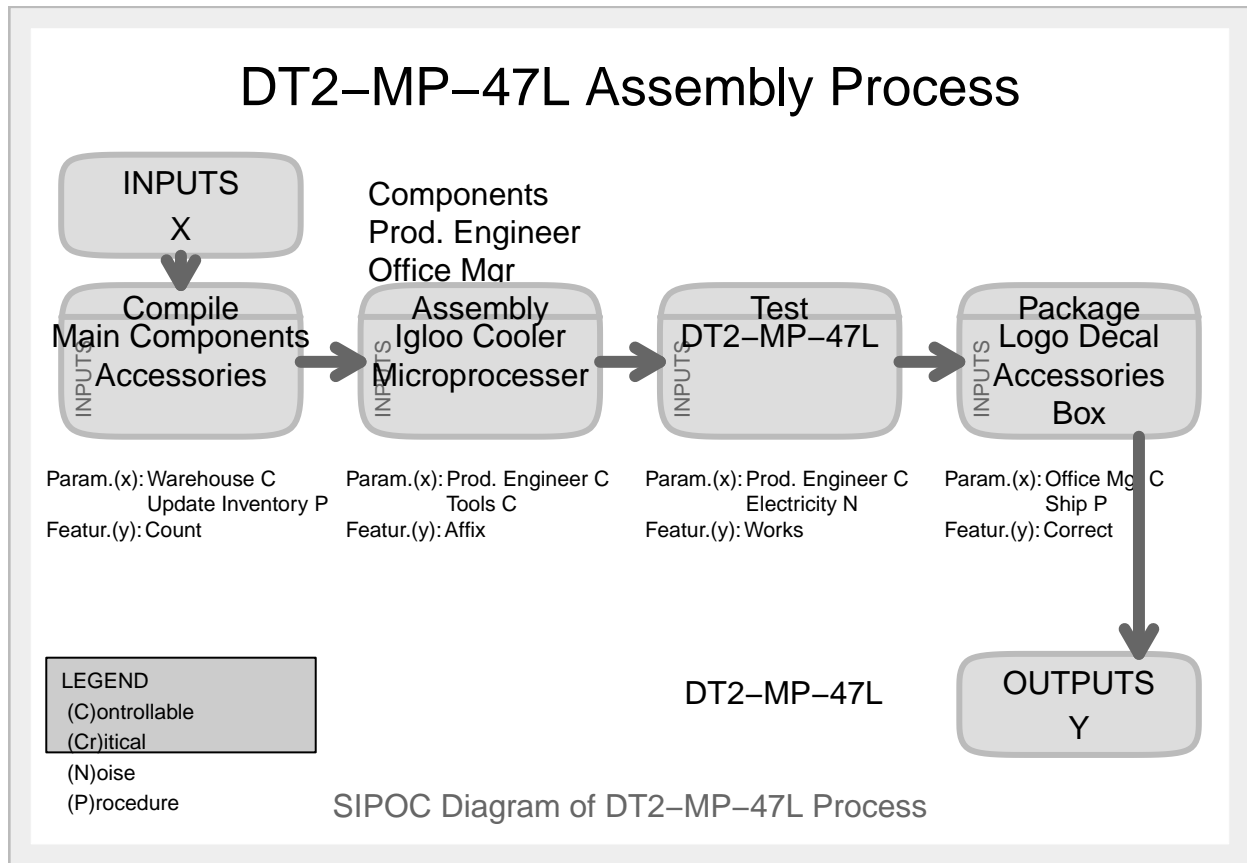 DT2−MP−47L Assembly Process
INPUTS
X
Components
Prod. Engineer
Office Mgr
Compile
Main Components
Accessories
INPUTS
Assembly
Igloo Cooler
Microprocesser
INPUTS
Test
DT2−MP−47L
INPUTS
Package
Logo Decal
Accessories
Box
INPUTS
Param.(x): Warehouse C
Update Inventory P
Featur.(y): Count
Param.(x): Prod. Engineer C
Tools C
Featur.(y): Affix
Param.(x): Prod. Engineer C
Electricity N
Featur.(y): Works
Param.(x): Office Mgr C
Ship P
Featur.(y): Correct
LEGEND
(C)ontrollable
(Cr)itical
(N)oise
(P)rocedure
DT2−MP−47L
OUTPUTS
Y
SIPOC Diagram of DT2−MP−47L Process